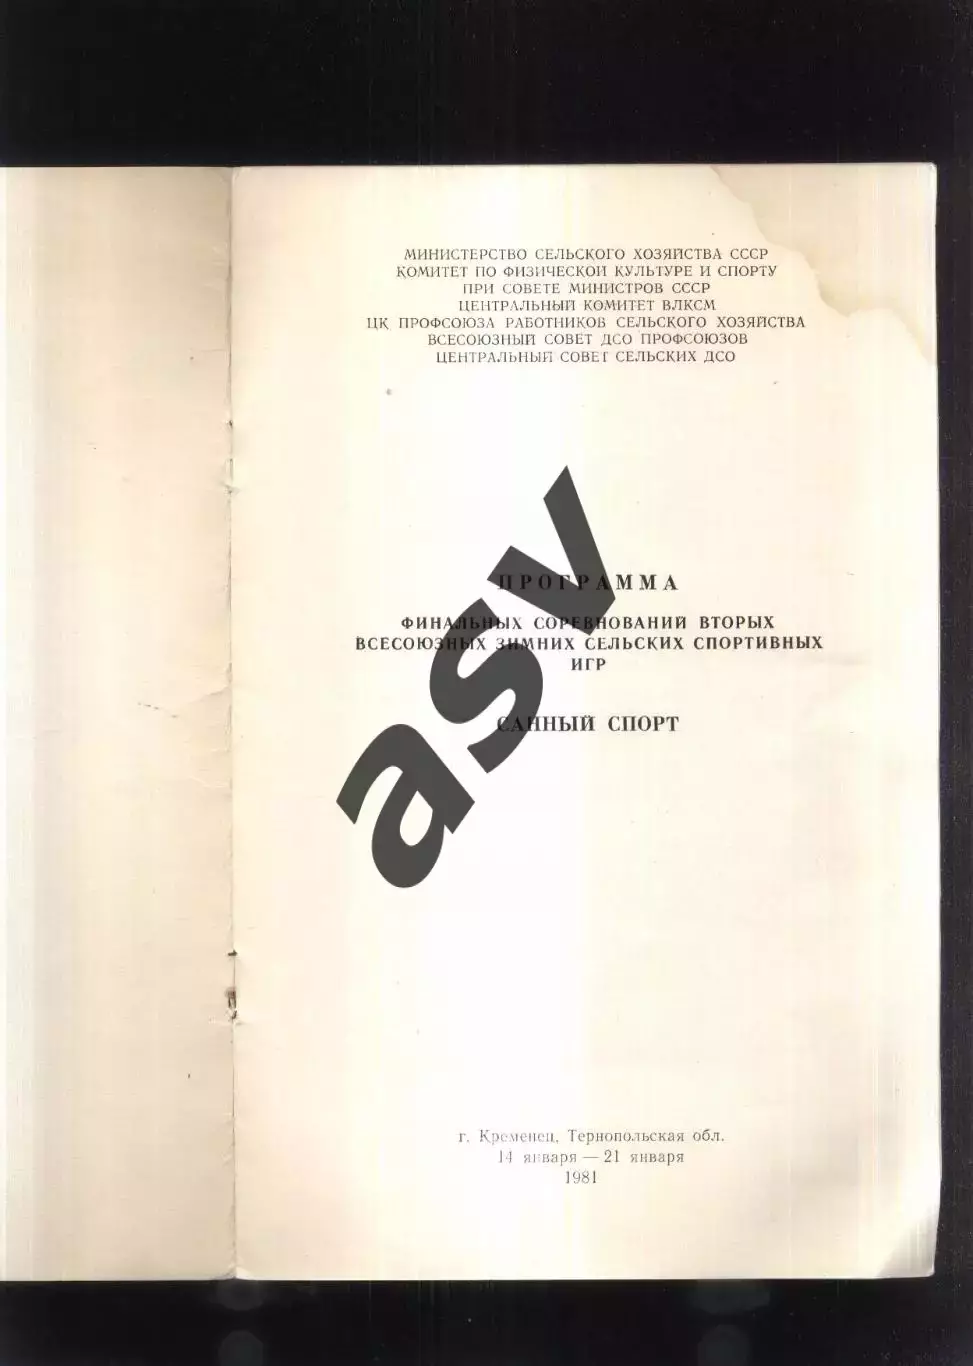 МИНИСТЕРСТВО СЕЛЬСКОГО ХОЗЯЙСТВА СССР
КОМИТЕТ ПО ФИЗИЧЕСКОЙ КУЛЬТУРЕ И СПОРТУ
ПРИ СОВЕТЕ МИНИСТРОВ СССР
ЦЕНТРАЛЬНЫЙ КОМИТЕТ ВЛКСМ
ЦК ПРОФСОЮЗА РАБОТНИКОВ СЕЛЬСКОГО ХОЗЯЙСТВА
ВСЕСОЮЗНЫЙ СОВЕТ ДСО ПРОФСОЮЗОВ
ЦЕНТРАЛЬНЫЙ СОВЕТ СЕЛЬСКИХ ДСО
ПРОГРАММА
ФИНАЛЬНЫХ СОРЕВНОВАНИЙ ВТОРЫХ
ВСЕСОЮЗНЫХ ЗИМНИХ СЕЛЬСКИХ СПОРТИВНЫХ
ИГР
САННЫЙ СПОРТ
asv
г. Кременец, Тернопольская обл.
14 января — 21 января
1981